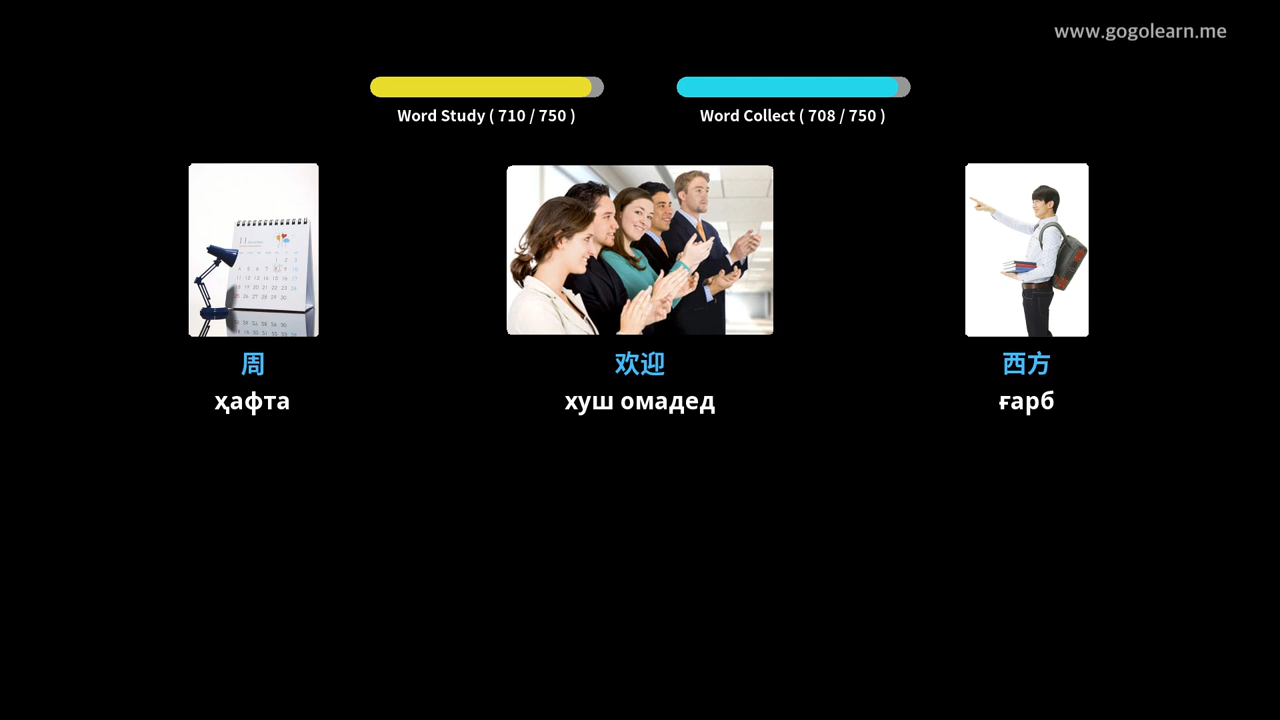 www.gogolearn.me
Word Study ( 710 / 750 )
Word Collect ( 708 / 750 )
周
欢迎
西方
ҳафта
хуш омадед
ғарб